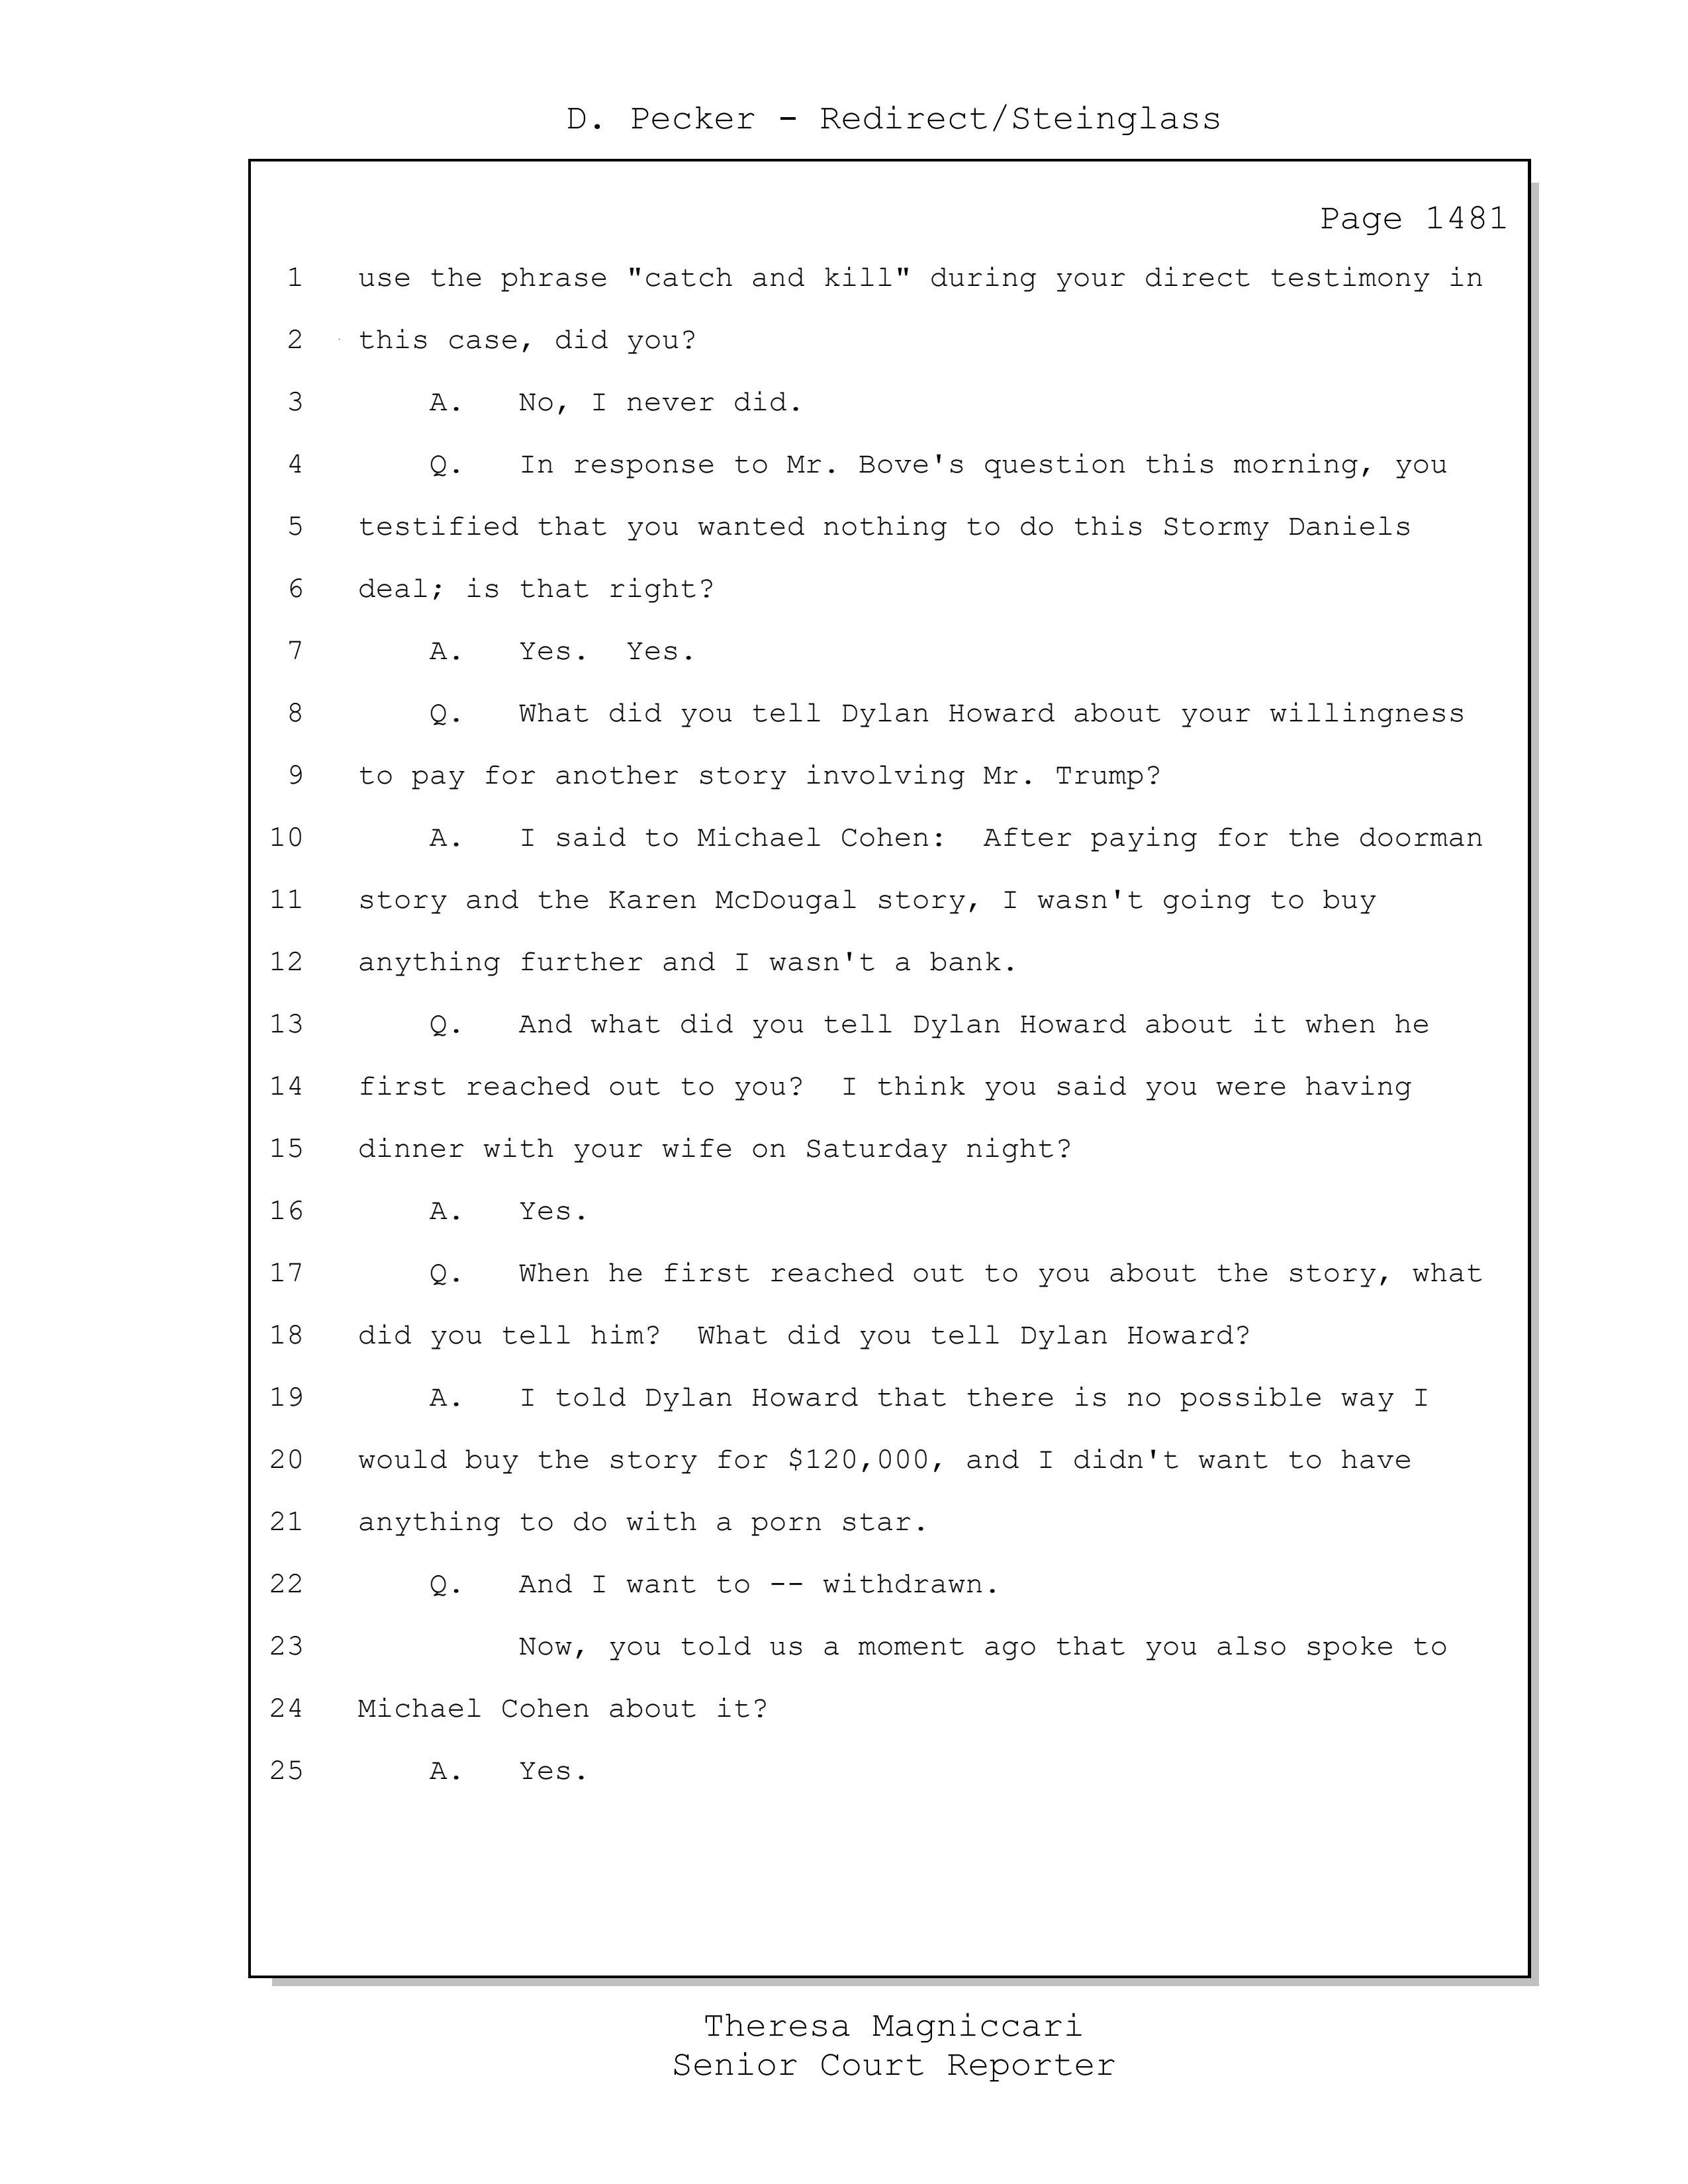 D. Pecker - Redirect/Steinglass
Page 1481
1 use the phrase "catch and kill" during your direct testimony in
2 this case, did you?
3 A. No, I never did.
4 Q. In response to Mr. Bove's question this morning, you
5 testified that you wanted nothing to do this Stormy Daniels
6 deal; is that right?
7 A. Yes. Yes.
8 Q. What did you tell Dylan Howard about your willingness
9 to pay for another story involving Mr. Trump?
10 A. I said to Michael Cohen: After paying for the doorman
11 story and the Karen McDougal story, I wasn't going to buy
12 anything further and I wasn't a bank.
13 Q. And what did you tell Dylan Howard about it when he
14 first reached out to you? I think you said you were having
15 dinner with your wife on Saturday night?
16 A. Yes.
17 Q. When he first reached out to you about the story, what
18 did you tell him? What did you tell Dylan Howard?
19 A. I told Dylan Howard that there is no possible way I
20 would buy the story for $120,000, and I didn't want to have
21 anything to do with a porn star.
22 Q. And I want to -- withdrawn.
23 Now, you told us a moment ago that you also spoke to
24 Michael Cohen about it?
25 A. Yes.
Theresa Magniccari
Senior Court Reporter